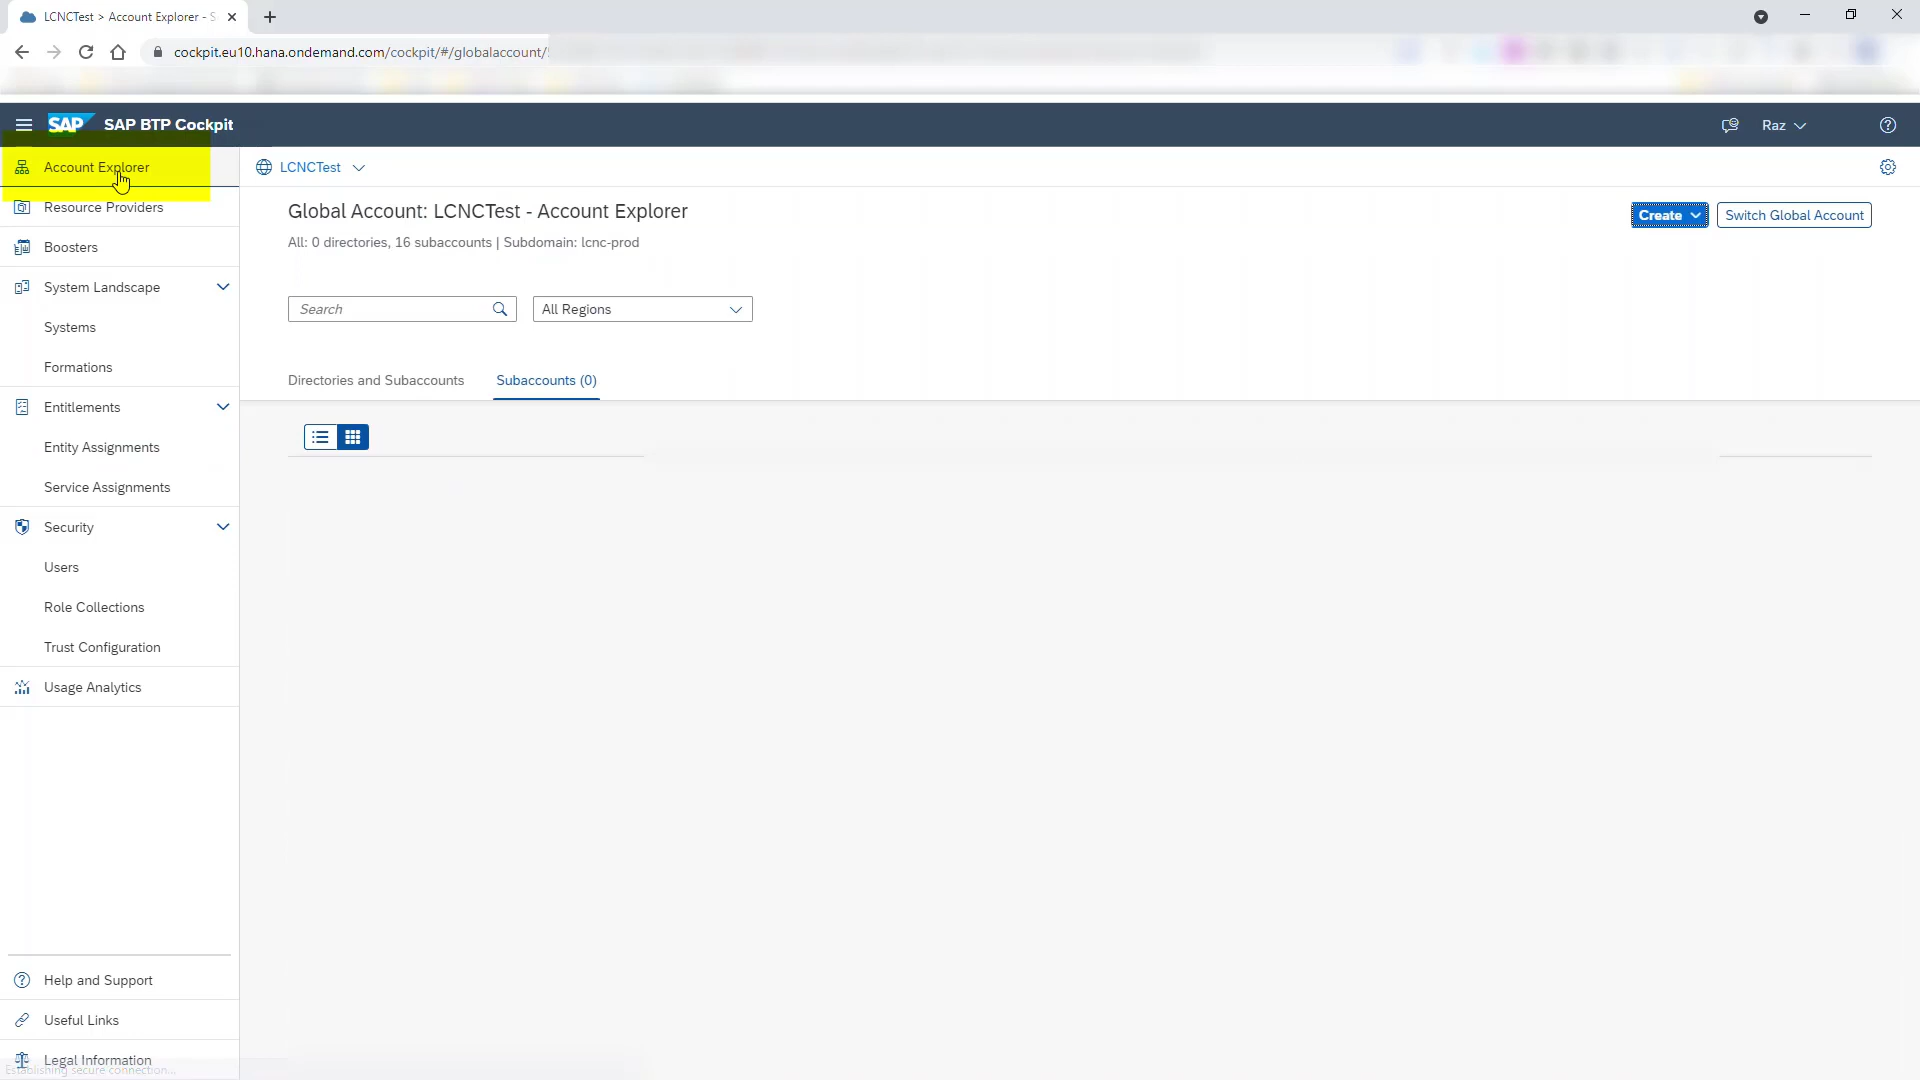 LCNCTest > Account Explorer - S
cockpit.eu10.hana.ondemand.com/cockpit/#/globalaccount/
SAP SAP BTP Cockpit
Raz
Account Explorer
LCNCTest
Resource Providers
Global Account: LCNCTest - Account Explorer
Create
Switch Global Account
All: 0 directories, 16 subaccounts | Subdomain: lcnc-prod
Boosters
System Landscape
Search
All Regions
Systems
Formations
Directories and Subaccounts
Subaccounts (0)
Entitlements
Entity Assignments
Service Assignments
Security
Users
Role Collections
Trust Configuration
Usage Analytics
Help and Support
Useful Links
Legal Information
Establishing secure connection...